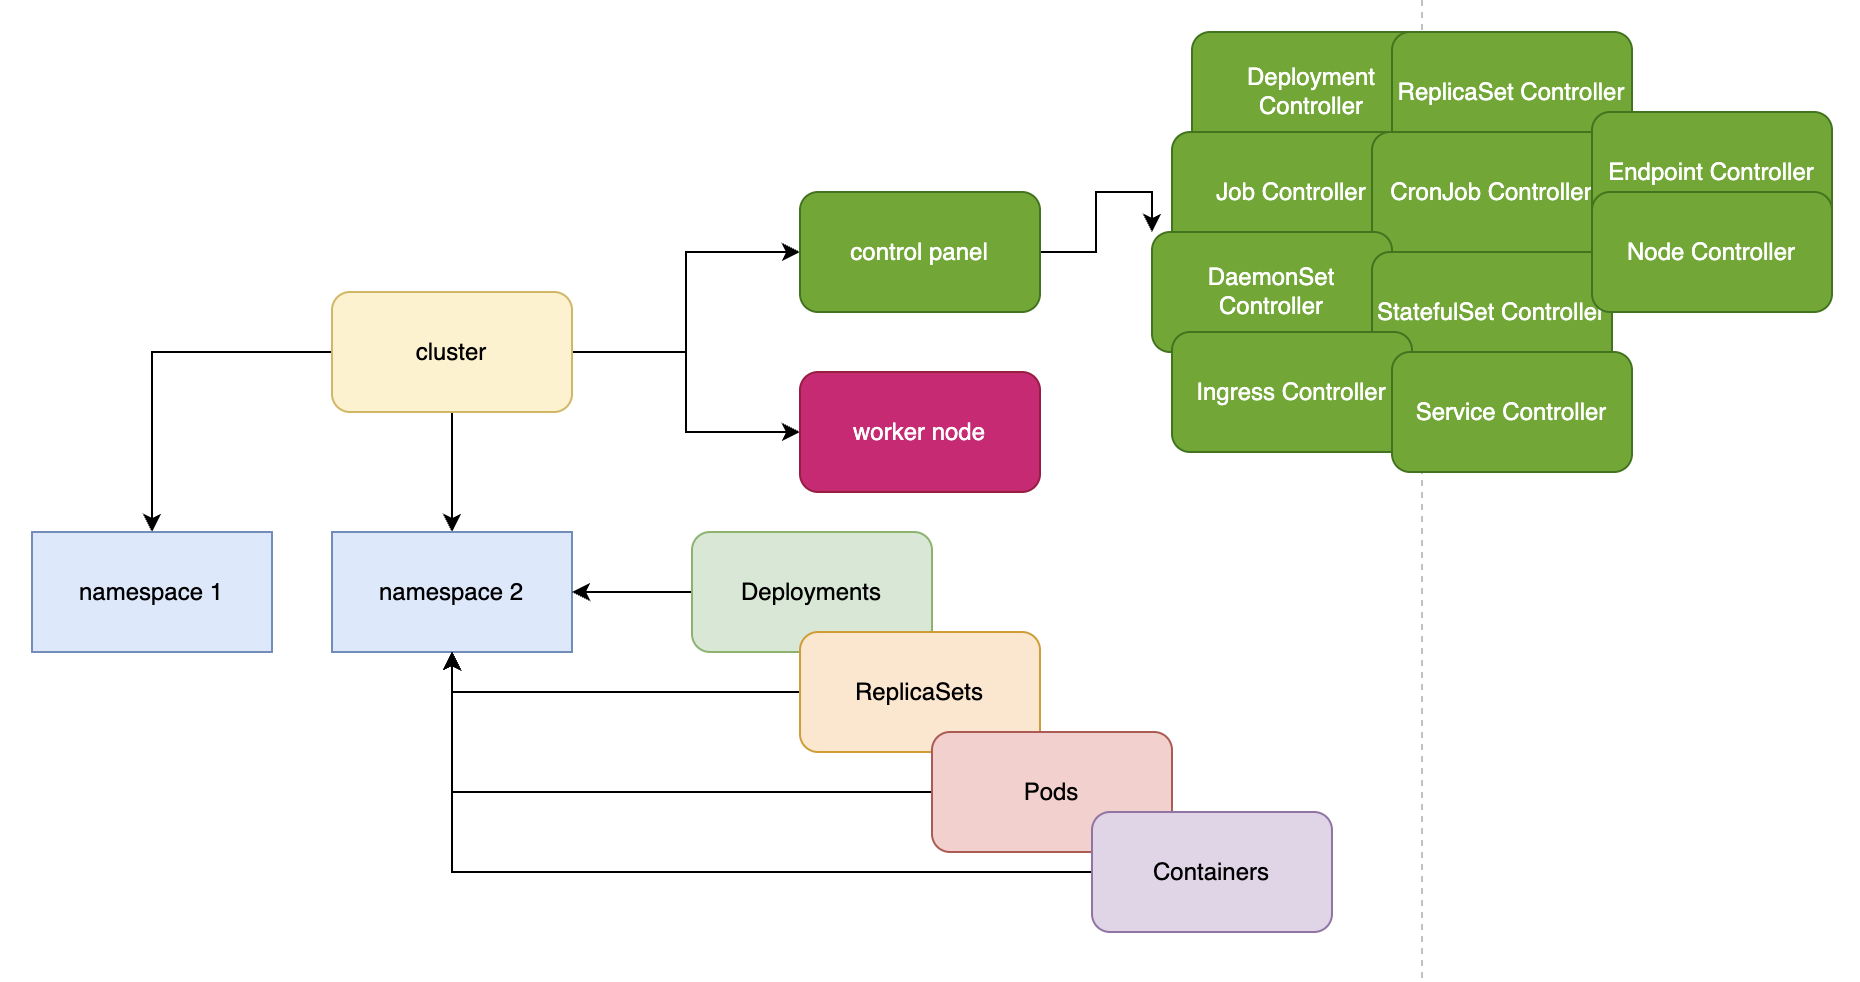 Deployment
Controller
ReplicaSet Controller
Endpoint Controller
Job Controller
CronJob Controller
control panel
Node Controller
DaemonSet
Controller
StatefulSet Controller
cluster
Ingress Controller
Service Controller
worker node
namespace 1
namespace 2
Deployments
ReplicaSets
Pods
Containers